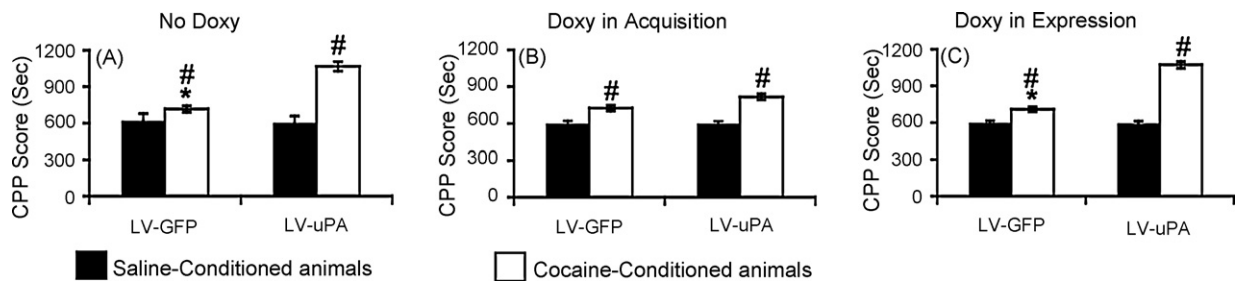 No Doxy
Doxy in Acquisition
Doxy in Expression
CPP Score (Sec)
1200
900
600
300
0
(A)
#
*
#
LV-GFP
LV-uPA
CPP Score (Sec)
1200
900
600
300
0
(B)
#
#
LV-GFP
LV-uPA
CPP Score (Sec)
1200
900
600
300
0
(C)
#
*
#
LV-GFP
LV-uPA
Saline-Conditioned animals
Cocaine-Conditioned animals